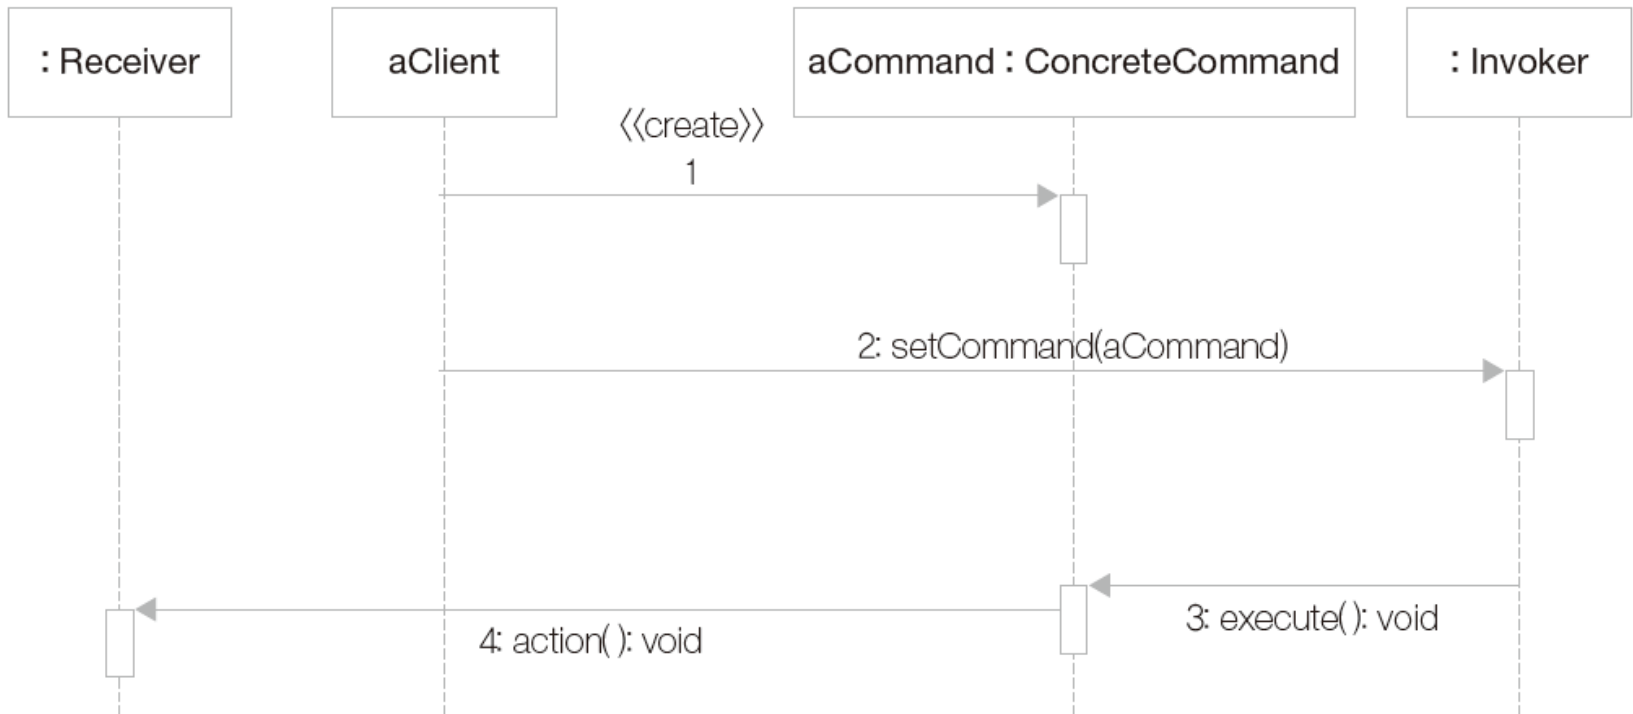 : Receiver
aClient
aCommand : ConcreteCommand
: Invoker
<<create>>
1
2: setCommand(aCommand)
3: execute( ): void
4: action( ): void